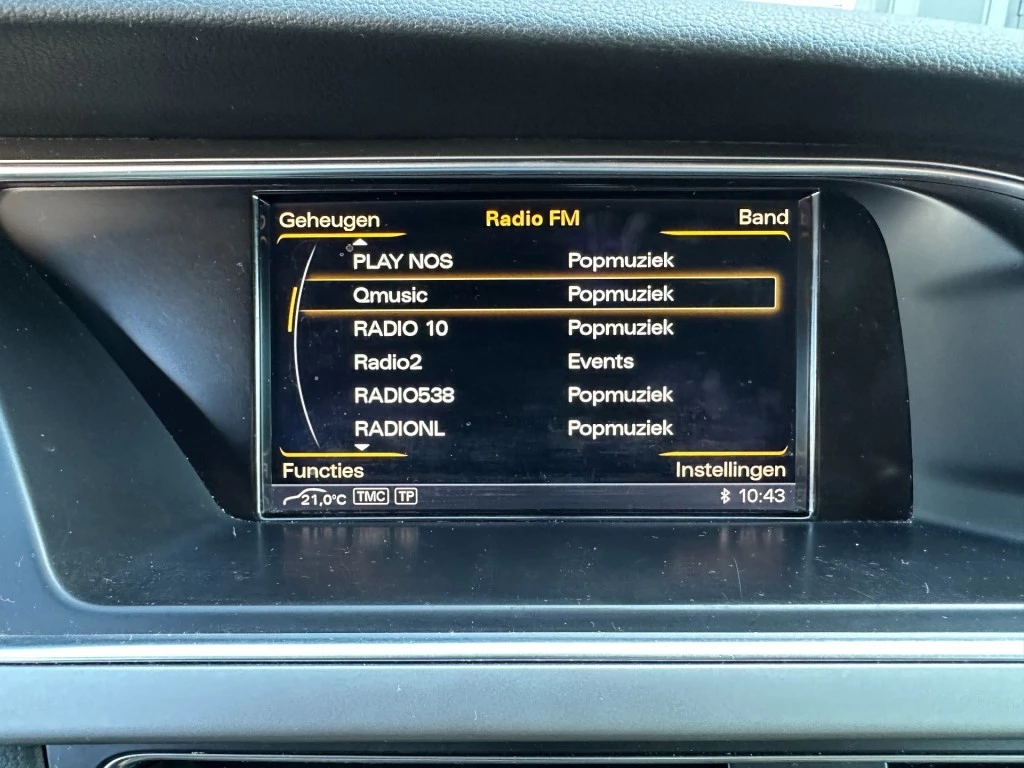 Geheugen Radio FM Band
PLAY NOS Popmuziek
Qmusic Popmuziek
RADIO 10 Popmuziek
Radio2 Events
RADIO538 Popmuziek
RADIONL Popmuziek
Functies Instellingen
21,0°C TMC TP 10:43